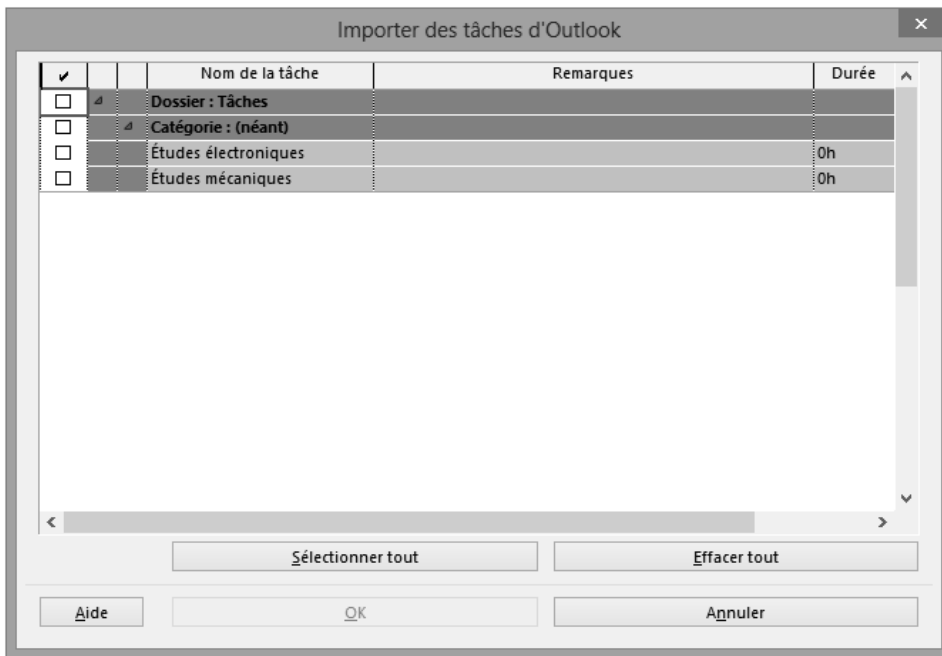 Importer des tâches d'Outlook
Nom de la tâche Remarques Durée
Dossier : Tâches
Catégorie : (néant)
Études électroniques 0h
Études mécaniques 0h
Sélectionner tout Effacer tout
Aide OK Annuler